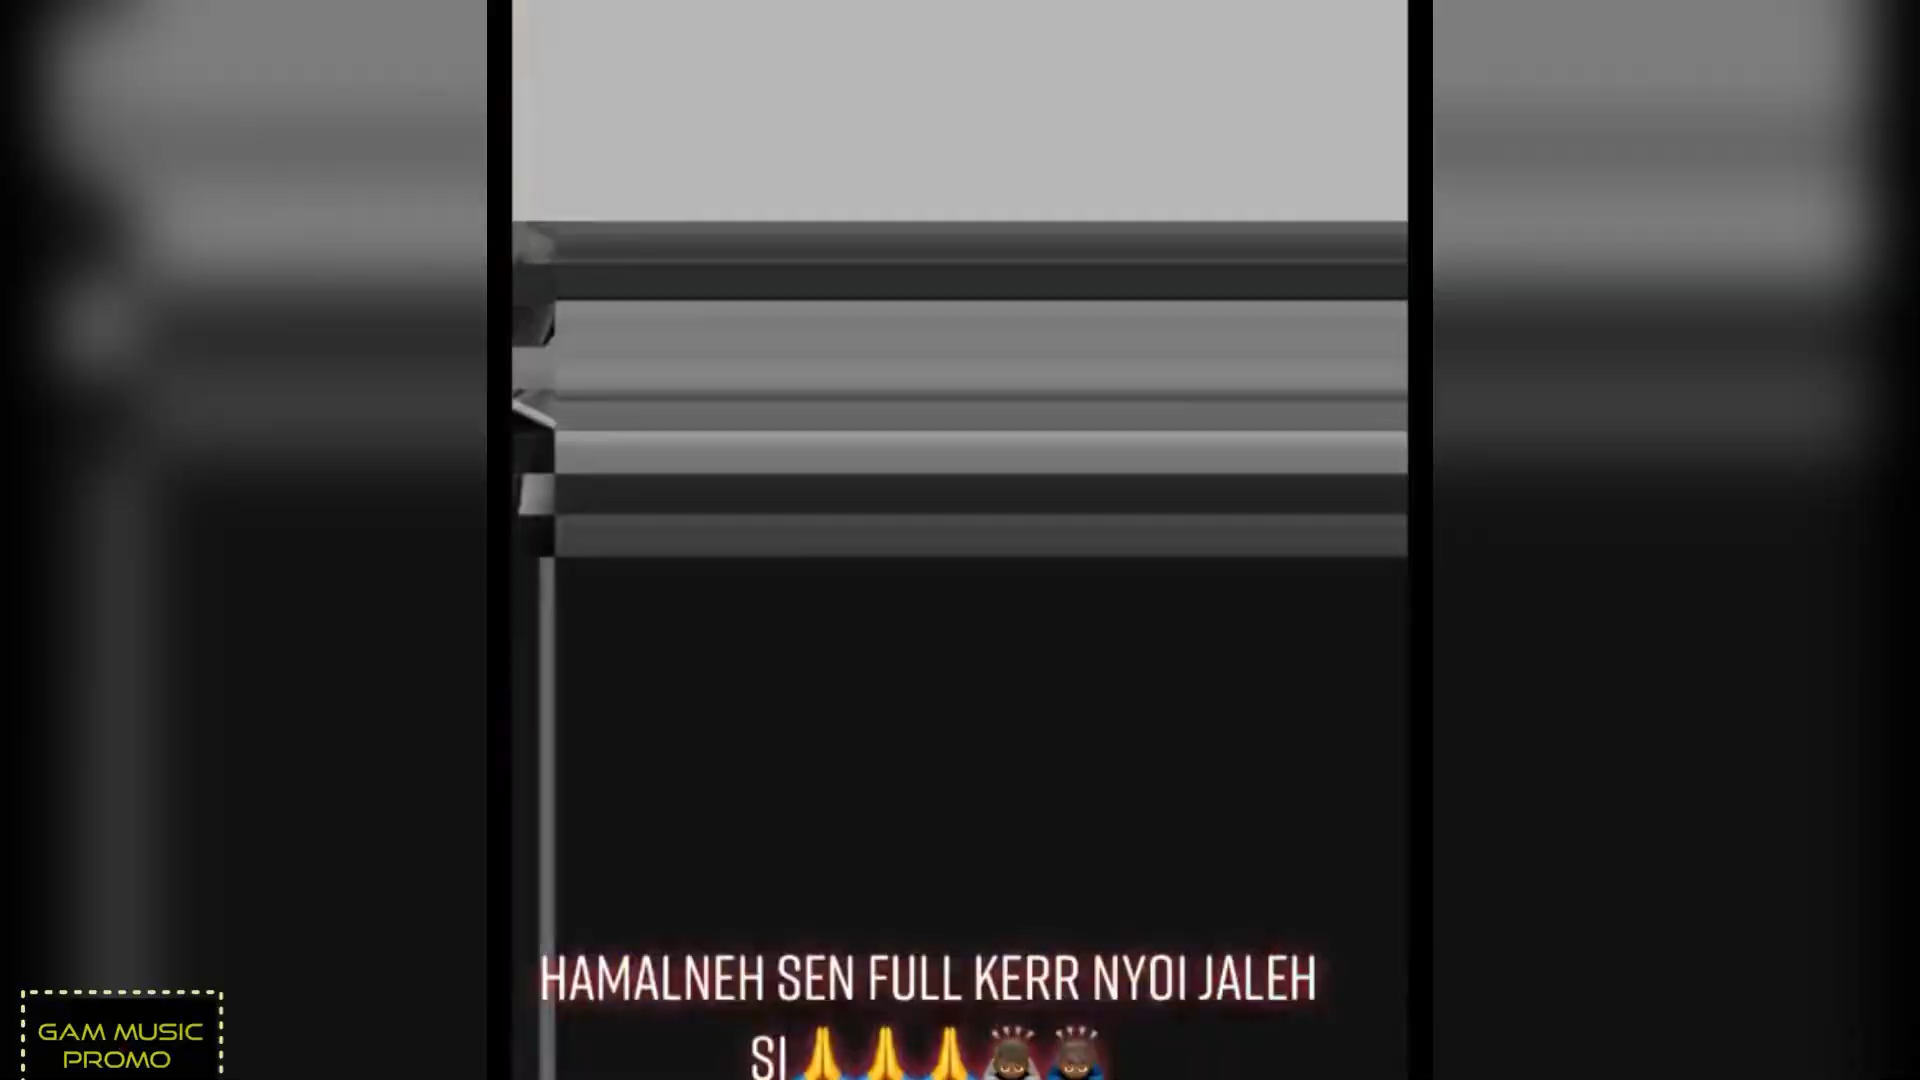 HAMALNEH SEN FULL KERR NYOI JALEH
SI🙏🙏🙏🙇🏾🙇🏾‍♂️
GAM MUSIC
PROMO